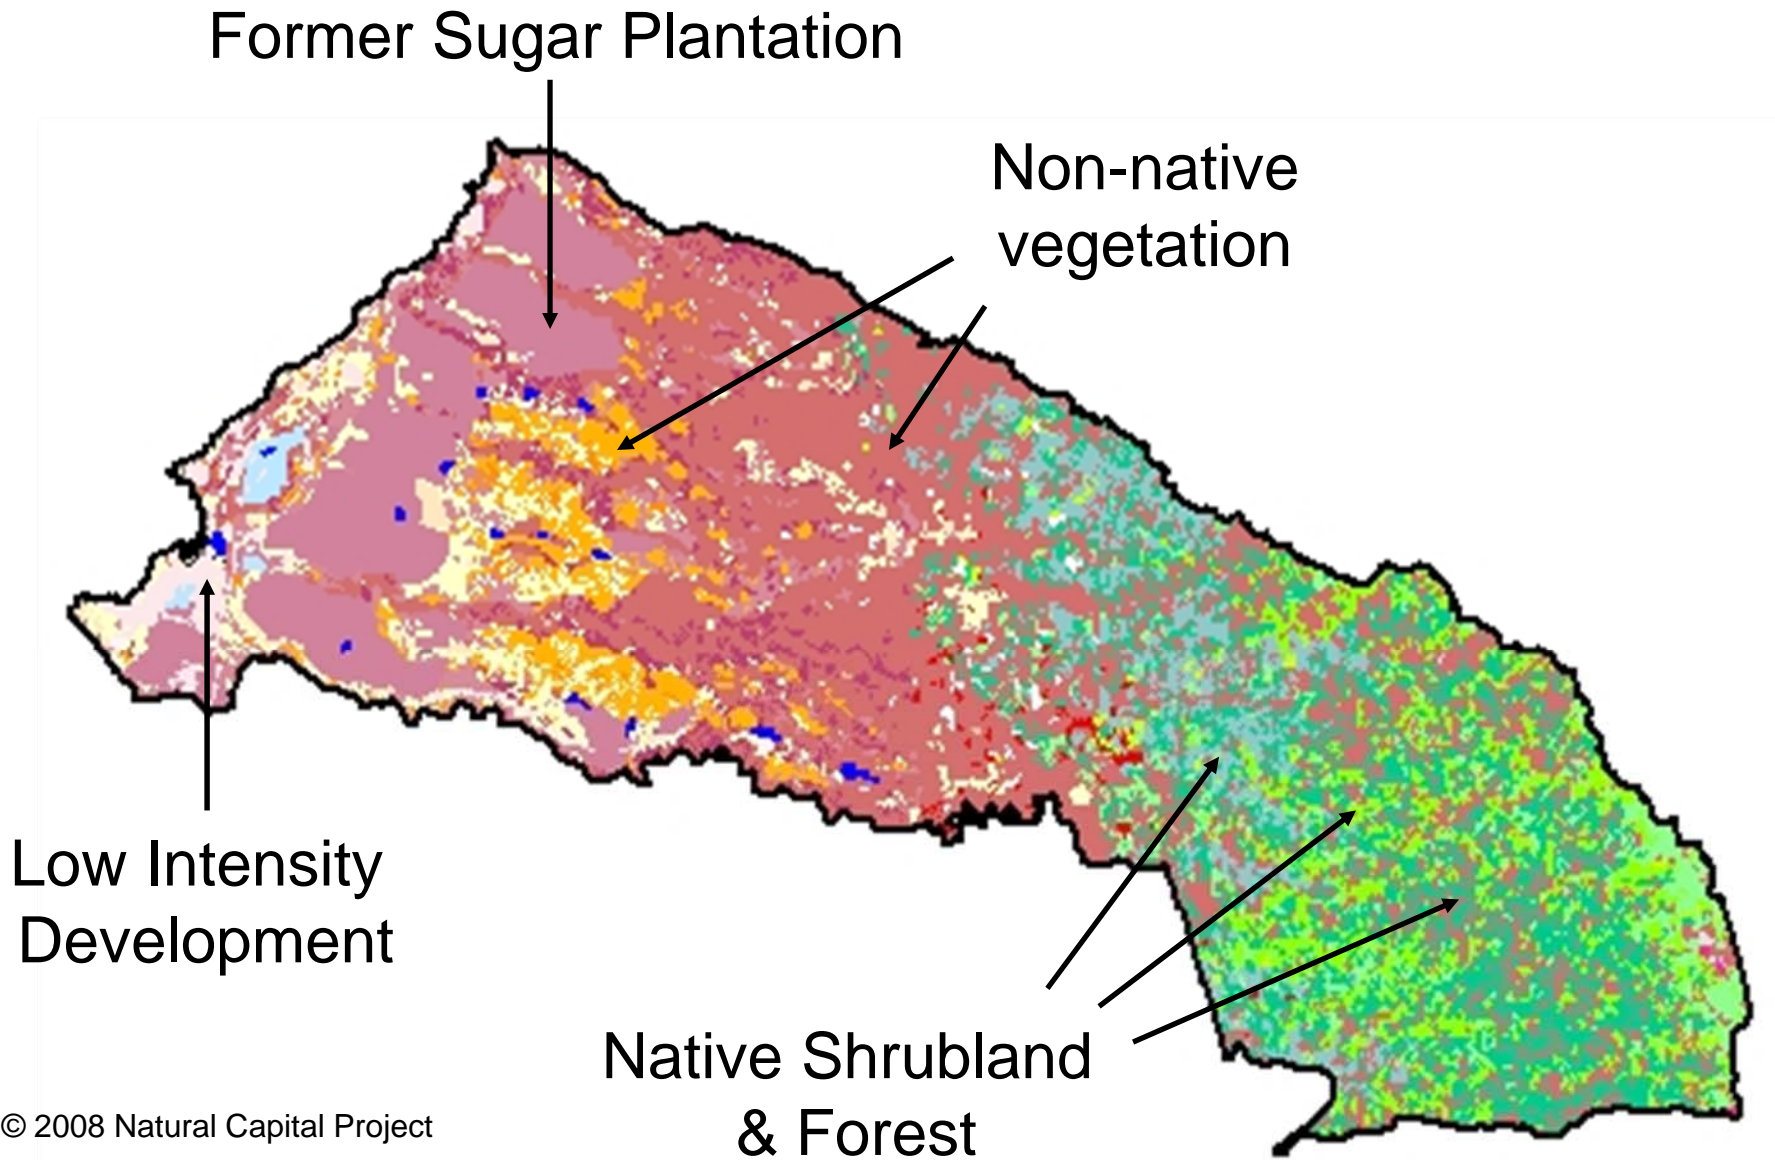 Former Sugar Plantation
Non-native
vegetation
Low Intensity
Development
Native Shrubland
& Forest
© 2008 Natural Capital Project